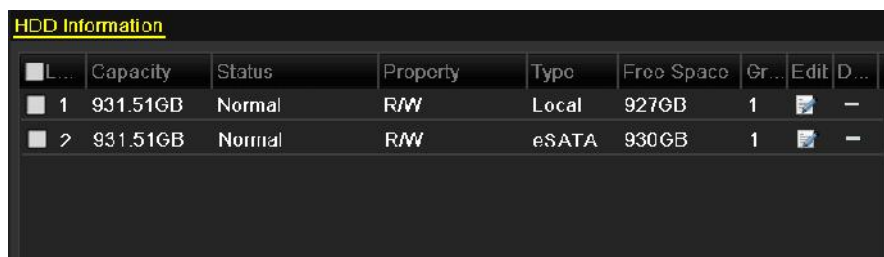 HDD Information
L... Capacity Status Property Type Free Space Gr... Edit D...
1 931.51GB Normal R/W Local 927GB 1 —
2 931.51GB Normal R/W eSATA 930GB 1 —